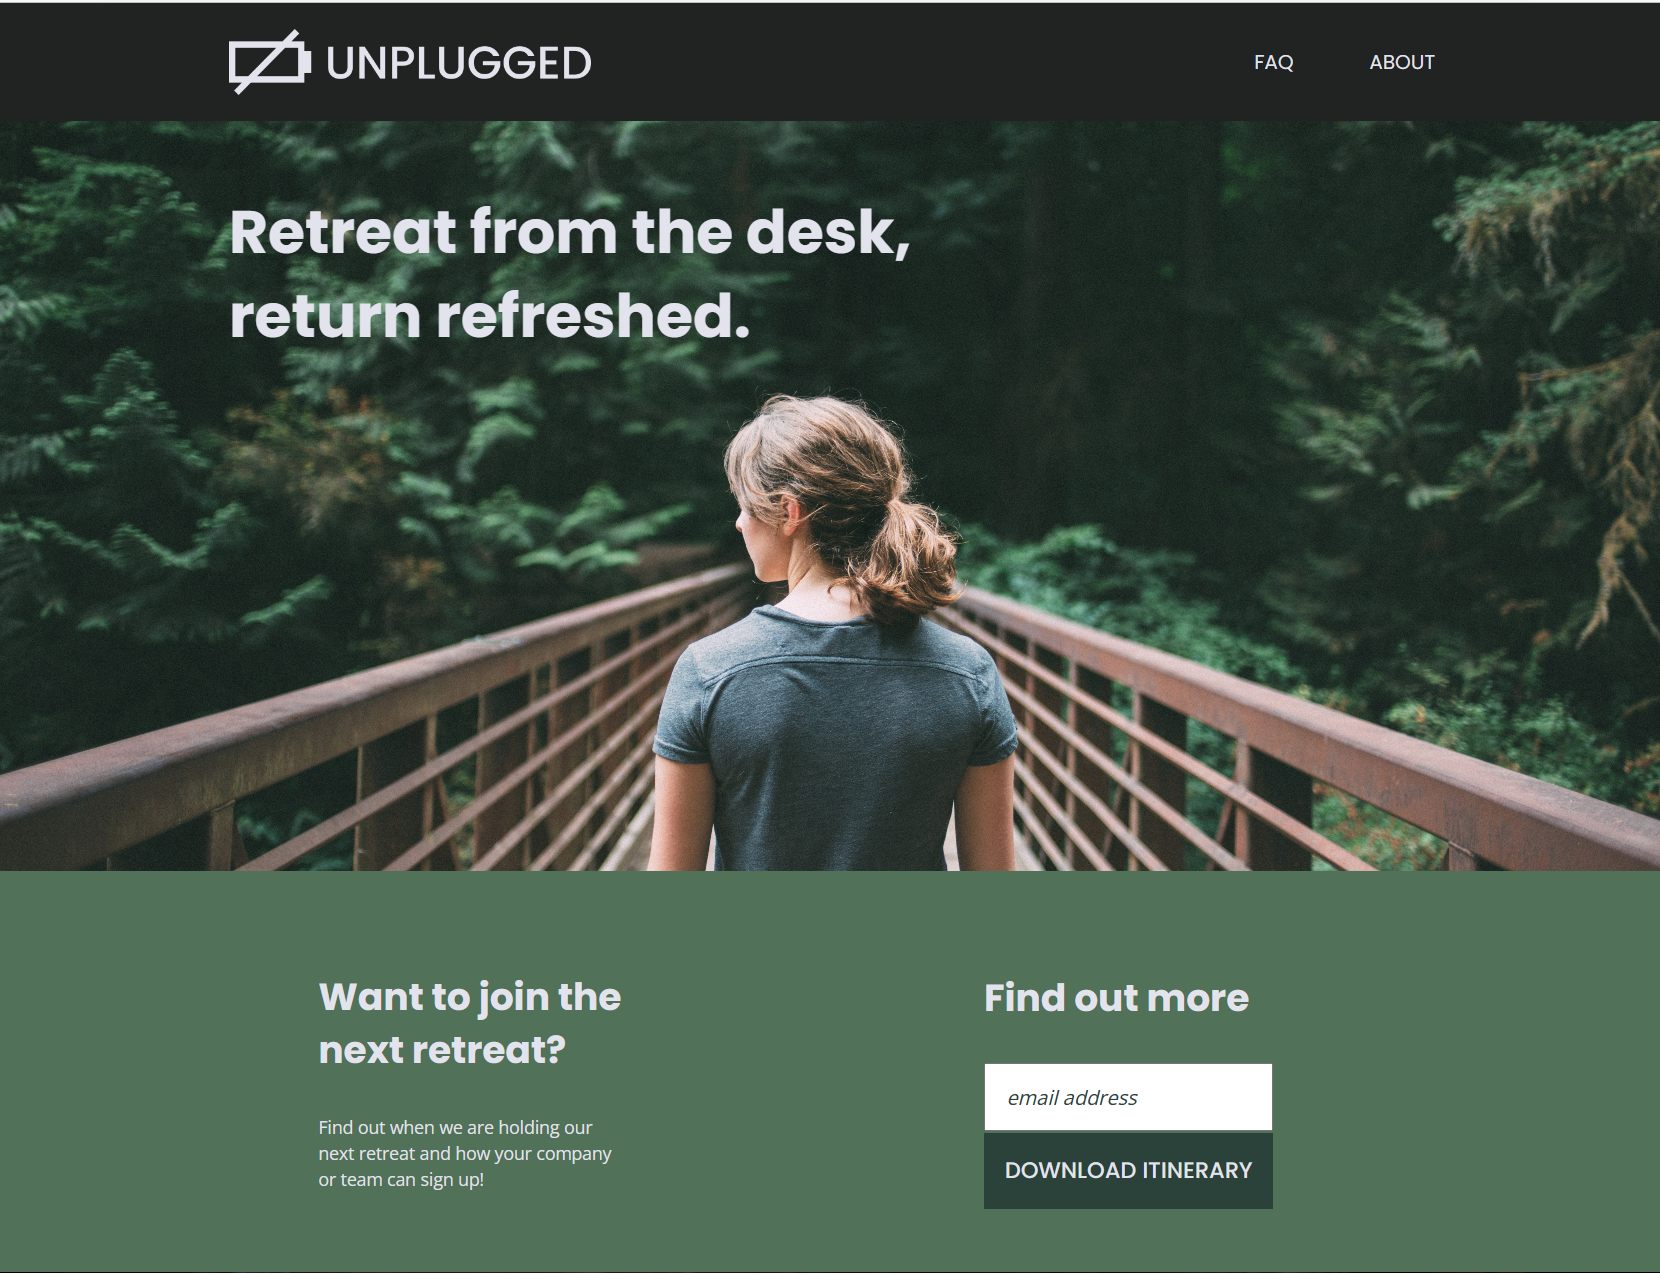 UNPLUGGED
FAQ
ABOUT
Retreat from the desk,
return refreshed.
Want to join the
next retreat?
Find out when we are holding our
next retreat and how your company
or team can sign up!
Find out more
email address
DOWNLOAD ITINERARY